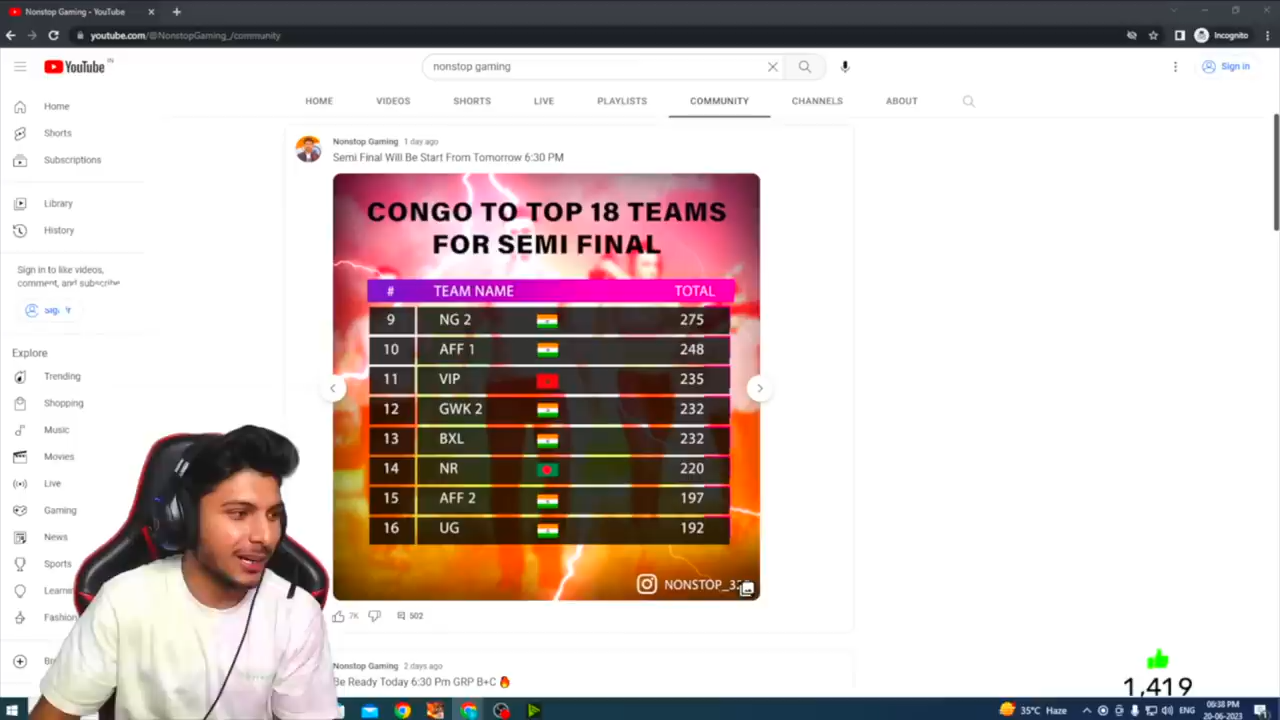 Nonstop Gaming - YouTube
youtube.com/@NonstopGaming_/community
Incognito
YouTube IN
nonstop gaming
Sign in
HOME VIDEOS SHORTS LIVE PLAYLISTS COMMUNITY CHANNELS ABOUT
Home
Shorts
Subscriptions
Library
History
Sign in to like videos,
comment, and subscribe
Explore
Trending
Shopping
Music
Movies
Live
Gaming
News
Sports
Nonstop Gaming 1 day ago
Semi Final Will Be Start From Tomorrow 6:30 PM
CONGO TO TOP 18 TEAMS
FOR SEMI FINAL
# TEAM NAME TOTAL
9 NG 2 275
10 AFF 1 248
11 VIP 235
12 GWK 2 232
13 BXL 232
14 NR 220
15 AFF 2 197
16 UG 192
7K 502
Nonstop Gaming 2 days ago
Be Ready Today 6:30 Pm GRP B+C
1,419
35°C Haze
ENG
06:38 PM
20-06-2023